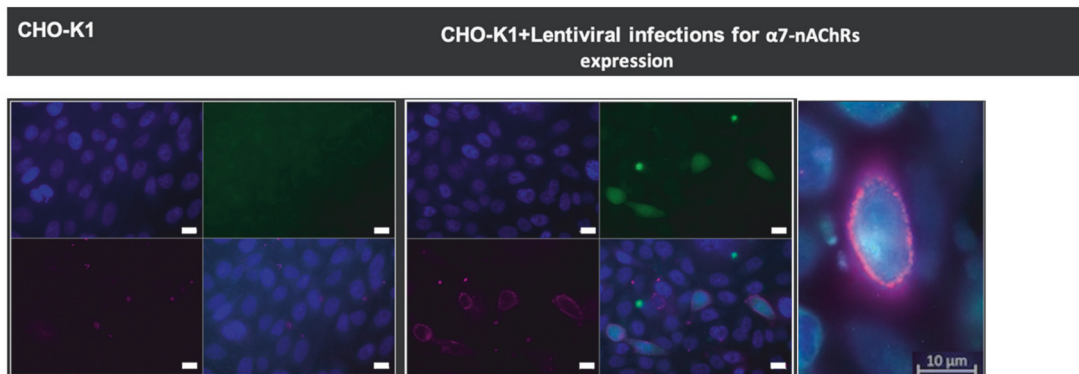 CHO-K1
CHO-K1+Lentiviral infections for α7-nAChRs
expression
10 µm